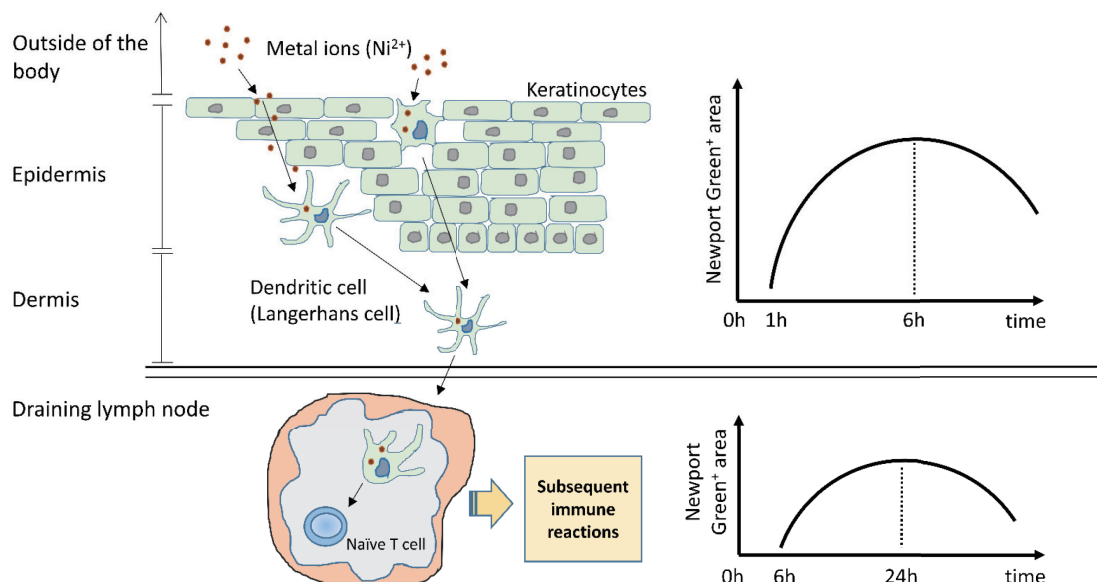 Outside of the
body
Metal ions (Ni²⁺)
Keratinocytes
Epidermis
Dermis
Dendritic cell
(Langerhans cell)
Newport Green⁺ area
0h 1h 6h time
Draining lymph node
Naïve T cell
Subsequent
immune
reactions
Newport
Green⁺ area
0h 6h 24h time